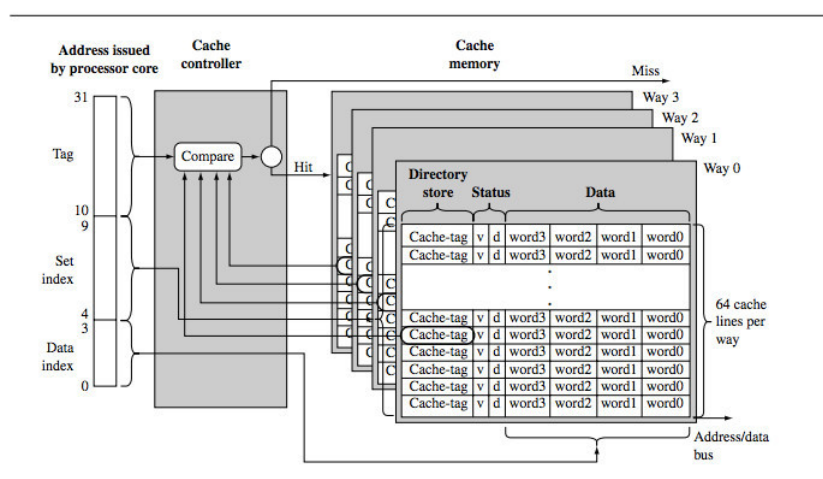 Address issued
by processor core
Cache
controller
Cache
memory
Miss
31
Way 3
Way 2
Way 1
Tag
Compare
Hit
Way 0
Directory
store
Status
Data
10
9
Cache-tag v d word3 word2 word1 word0
Cache-tag v d word3 word2 word1 word0
.
.
.
Set
index
64 cache
lines per
way
4
3
Cache-tag v d word3 word2 word1 word0
Cache-tag v d word3 word2 word1 word0
Cache-tag v d word3 word2 word1 word0
Cache-tag v d word3 word2 word1 word0
Cache-tag v d word3 word2 word1 word0
Cache-tag v d word3 word2 word1 word0
Data
index
0
Address/data
bus